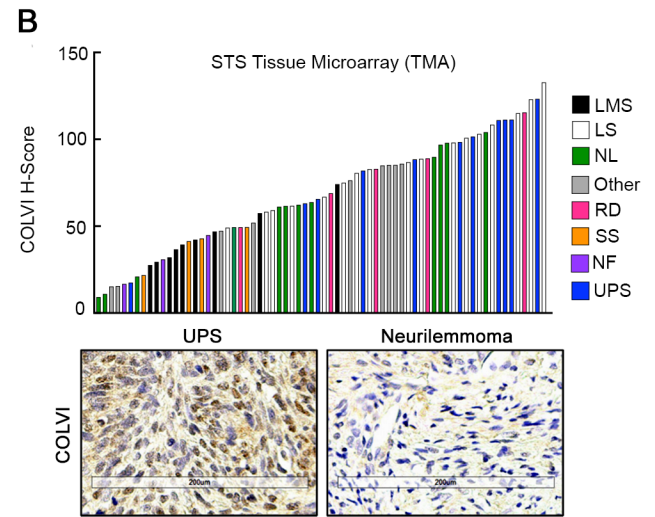 B
STS Tissue Microarray (TMA)
COLVI H-Score
150
100
50
0
LMS
LS
NL
Other
RD
SS
NF
UPS
UPS
Neurilemmoma
COLVI
200um
200um